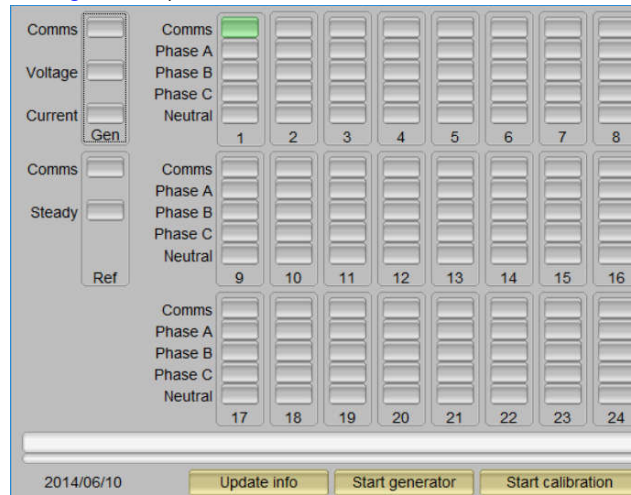 Comms
Voltage
Current
Gen
Comms
Phase A
Phase B
Phase C
Neutral
1 2 3 4 5 6 7 8
Comms
Steady
Ref
Comms
Phase A
Phase B
Phase C
Neutral
9 10 11 12 13 14 15 16
Comms
Phase A
Phase B
Phase C
Neutral
17 18 19 20 21 22 23 24
2014/06/10 Update info Start generator Start calibration